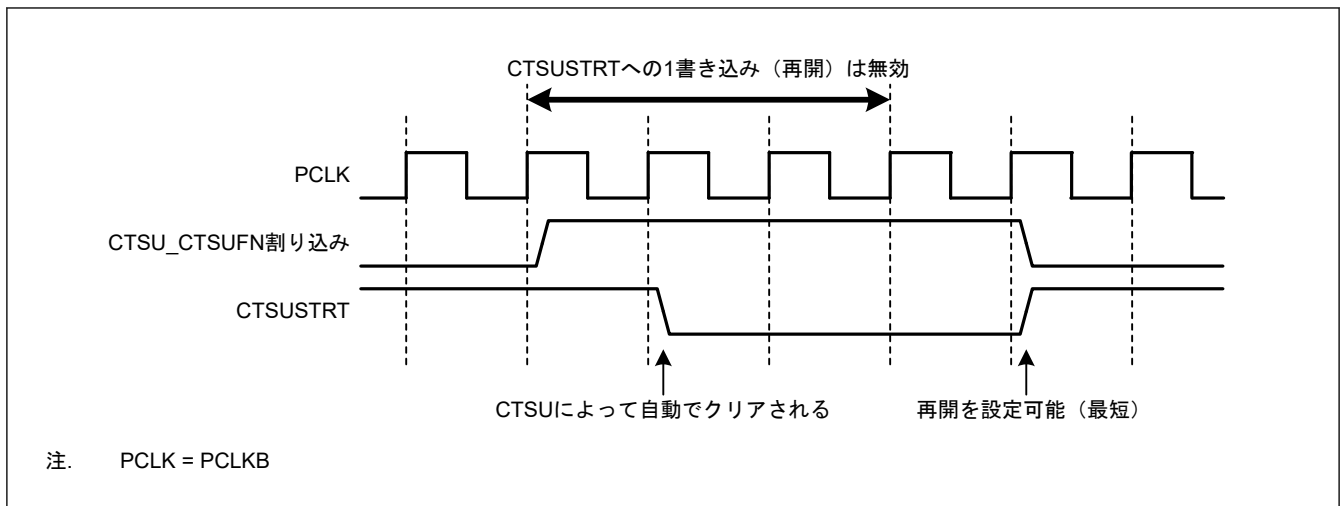 CTSUSTRTへの1書き込み（再開）は無効
PCLK
CTSU_CTSUFN割り込み
CTSUSTRT
CTSUによって自動でクリアされる
再開を設定可能（最短）
注. PCLK = PCLKB